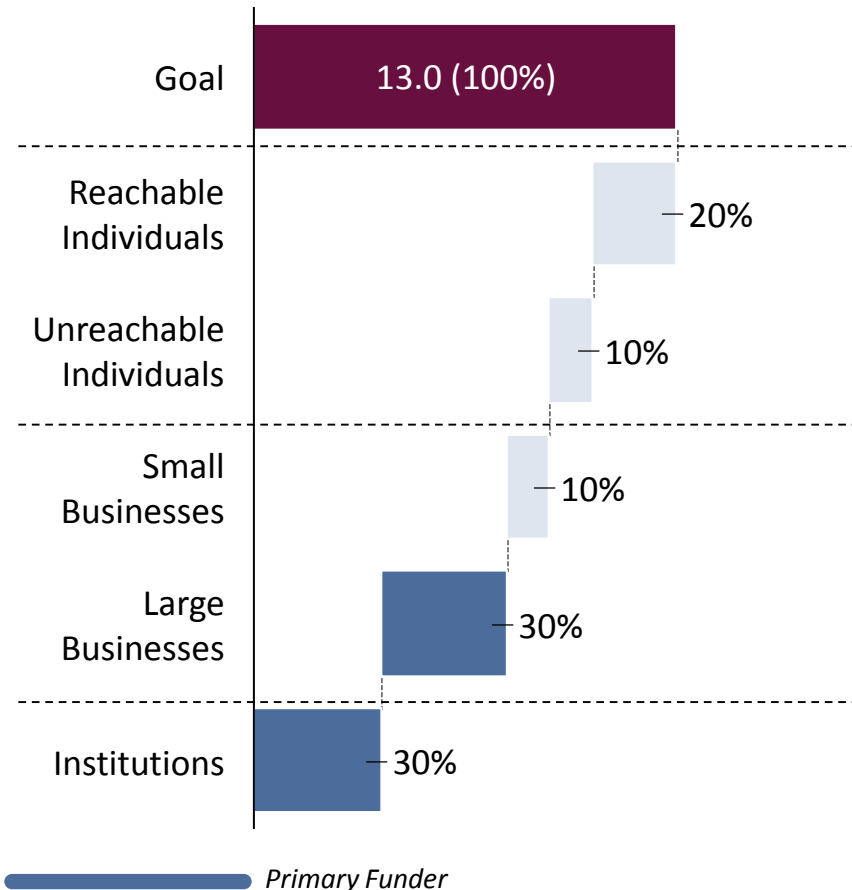 Goal
13.0 (100%)
Reachable
Individuals
20%
Unreachable
Individuals
10%
Small
Businesses
10%
Large
Businesses
30%
Institutions
30%
Primary Funder